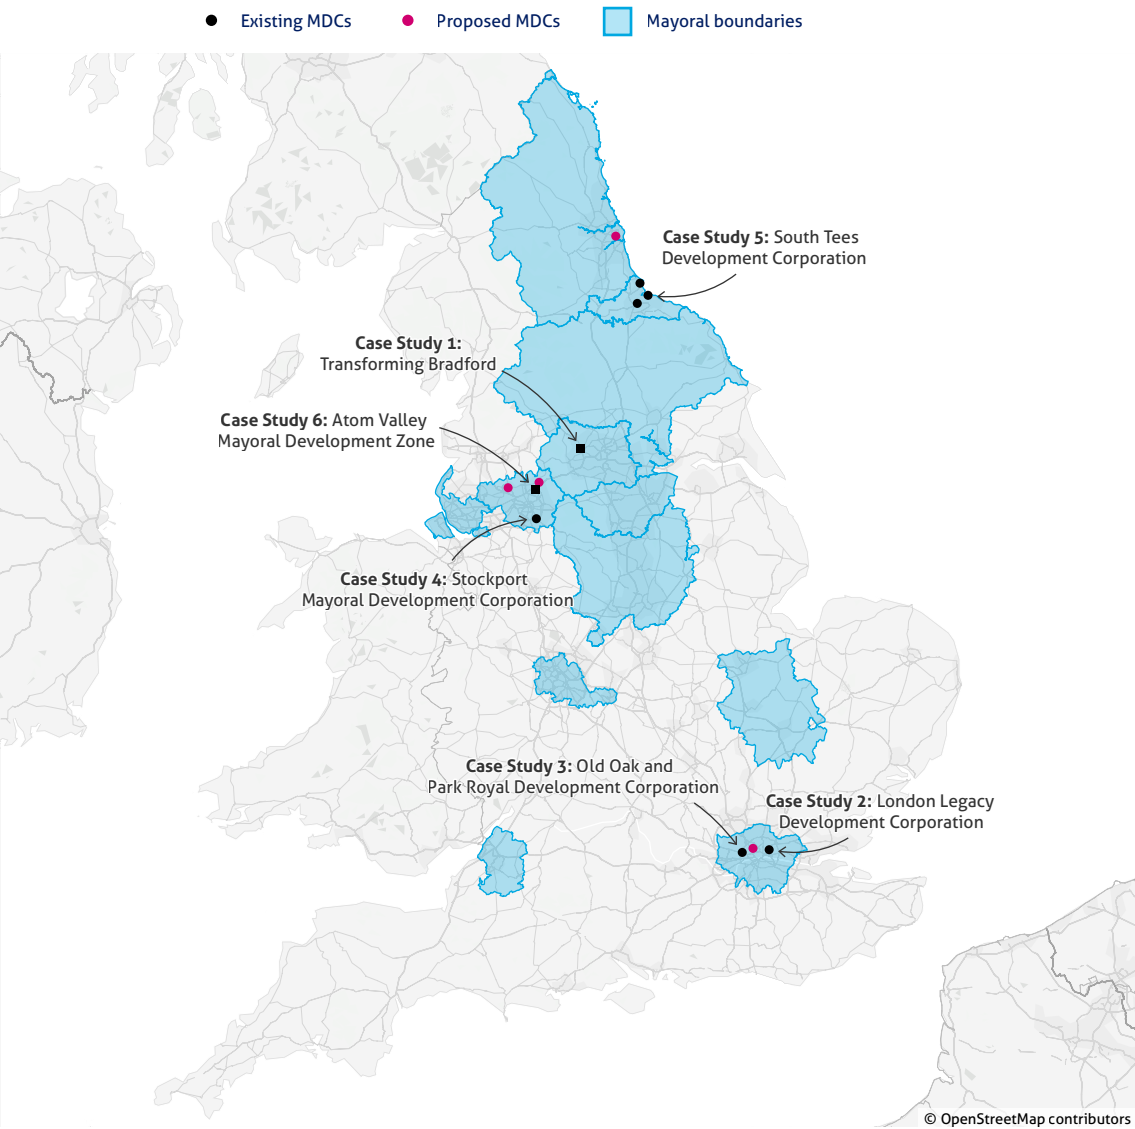 Existing MDCs
Proposed MDCs
Mayoral boundaries
Case Study 5: South Tees
Development Corporation
Case Study 1:
Transforming Bradford
Case Study 6: Atom Valley
Mayoral Development Zone
Case Study 4: Stockport
Mayoral Development Corporation
Case Study 3: Old Oak and
Park Royal Development Corporation
Case Study 2: London Legacy
Development Corporation
© OpenStreetMap contributors